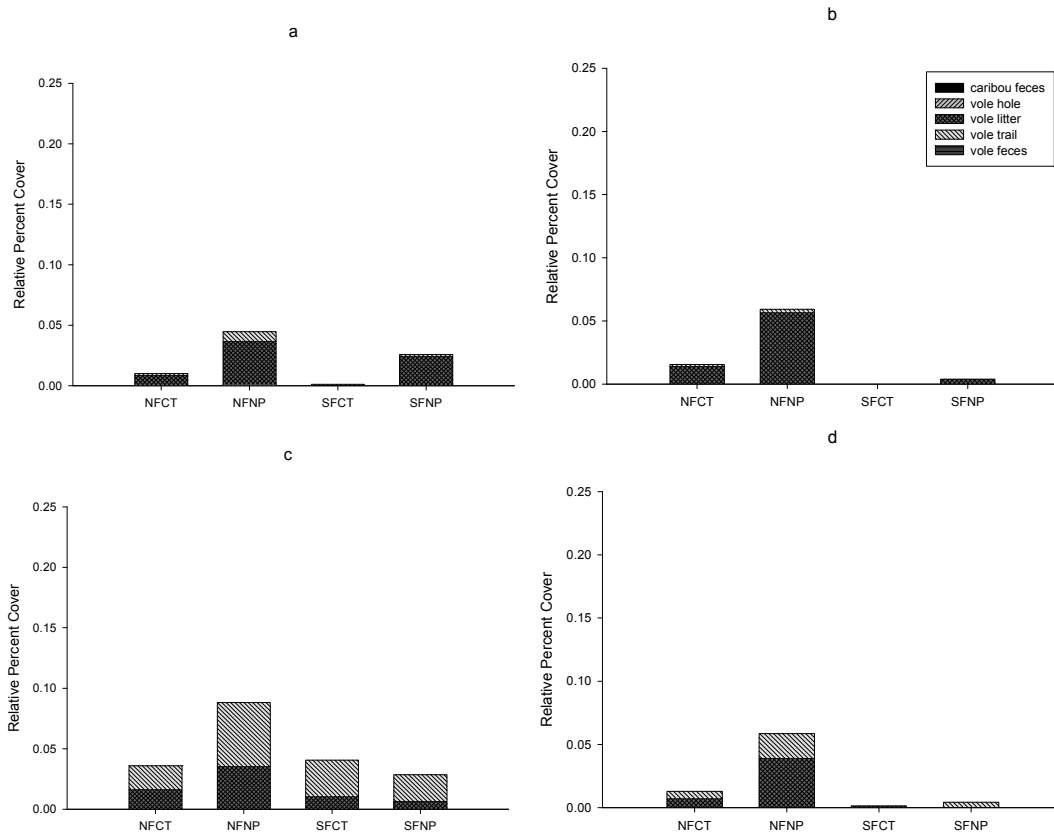 a
Relative Percent Cover
0.25
0.20
0.15
0.10
0.05
0.00
NFCT NFNP SFCT SFNP
b
Relative Percent Cover
0.25
0.20
0.15
0.10
0.05
0.00
NFCT NFNP SFCT SFNP
caribou feces
vole hole
vole litter
vole trail
vole feces
c
Relative Percent Cover
0.25
0.20
0.15
0.10
0.05
0.00
NFCT NFNP SFCT SFNP
d
Relative Percent Cover
0.25
0.20
0.15
0.10
0.05
0.00
NFCT NFNP SFCT SFNP